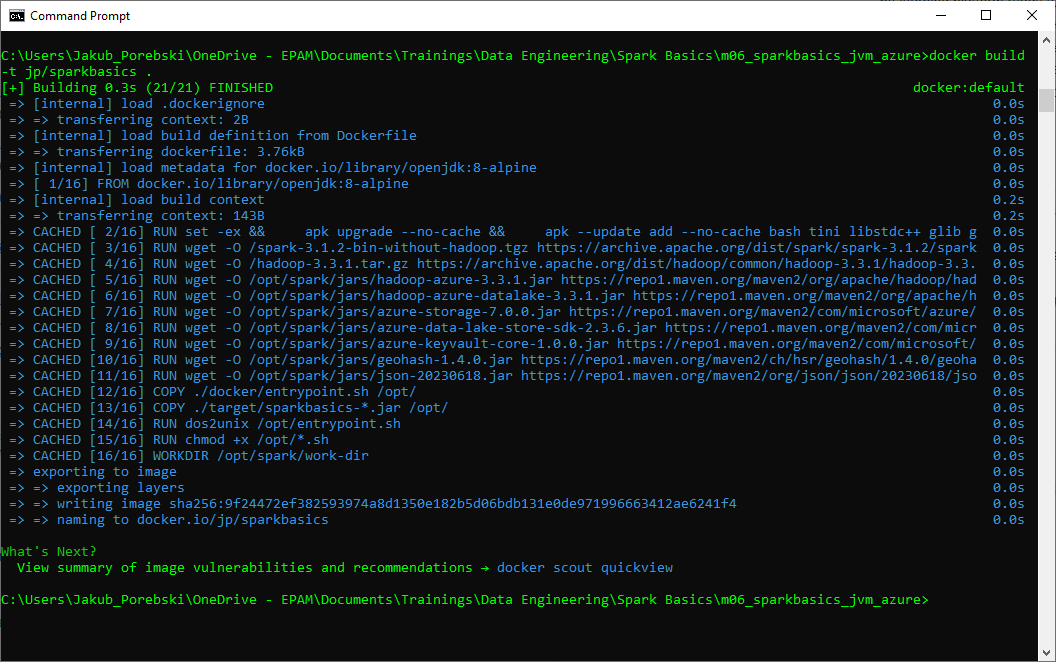 Command Prompt
C:\Users\Jakub_Porebski\OneDrive - EPAM\Documents\Trainings\Data Engineering\Spark Basics\m06_sparkbasics_jvm_azure>docker build
-t jp/sparkbasics .
[+] Building 0.3s (21/21) FINISHED docker:default
=> [internal] load .dockerignore 0.0s
=> => transferring context: 2B 0.0s
=> [internal] load build definition from Dockerfile 0.0s
=> => transferring dockerfile: 3.76kB 0.0s
=> [internal] load metadata for docker.io/library/openjdk:8-alpine 0.0s
=> [ 1/16] FROM docker.io/library/openjdk:8-alpine 0.0s
=> [internal] load build context 0.2s
=> => transferring context: 143B 0.2s
=> CACHED [ 2/16] RUN set -ex &&     apk upgrade --no-cache &&     apk --update add --no-cache bash tini libstdc++ glib g 0.0s
=> CACHED [ 3/16] RUN wget -O /spark-3.1.2-bin-without-hadoop.tgz https://archive.apache.org/dist/spark/spark-3.1.2/spark 0.0s
=> CACHED [ 4/16] RUN wget -O /hadoop-3.3.1.tar.gz https://archive.apache.org/dist/hadoop/common/hadoop-3.3.1/hadoop-3.3. 0.0s
=> CACHED [ 5/16] RUN wget -O /opt/spark/jars/hadoop-azure-3.3.1.jar https://repo1.maven.org/maven2/org/apache/hadoop/had 0.0s
=> CACHED [ 6/16] RUN wget -O /opt/spark/jars/hadoop-azure-datalake-3.3.1.jar https://repo1.maven.org/maven2/org/apache/h 0.0s
=> CACHED [ 7/16] RUN wget -O /opt/spark/jars/azure-storage-7.0.0.jar https://repo1.maven.org/maven2/com/microsoft/azure/ 0.0s
=> CACHED [ 8/16] RUN wget -O /opt/spark/jars/azure-data-lake-store-sdk-2.3.6.jar https://repo1.maven.org/maven2/com/micr 0.0s
=> CACHED [ 9/16] RUN wget -O /opt/spark/jars/azure-keyvault-core-1.0.0.jar https://repo1.maven.org/maven2/com/microsoft/ 0.0s
=> CACHED [10/16] RUN wget -O /opt/spark/jars/geohash-1.4.0.jar https://repo1.maven.org/maven2/ch/hsr/geohash/1.4.0/geoha 0.0s
=> CACHED [11/16] RUN wget -O /opt/spark/jars/json-20230618.jar https://repo1.maven.org/maven2/org/json/json/20230618/jso 0.0s
=> CACHED [12/16] COPY ./docker/entrypoint.sh /opt/ 0.0s
=> CACHED [13/16] COPY ./target/sparkbasics-*.jar /opt/ 0.0s
=> CACHED [14/16] RUN dos2unix /opt/entrypoint.sh 0.0s
=> CACHED [15/16] RUN chmod +x /opt/*.sh 0.0s
=> CACHED [16/16] WORKDIR /opt/spark/work-dir 0.0s
=> exporting to image 0.0s
=> => exporting layers 0.0s
=> => writing image sha256:9f24472ef382593974a8d1350e182b5d06bdb131e0de971996663412ae6241f4 0.0s
=> => naming to docker.io/jp/sparkbasics 0.0s
What's Next?
View summary of image vulnerabilities and recommendations → docker scout quickview
C:\Users\Jakub_Porebski\OneDrive - EPAM\Documents\Trainings\Data Engineering\Spark Basics\m06_sparkbasics_jvm_azure>